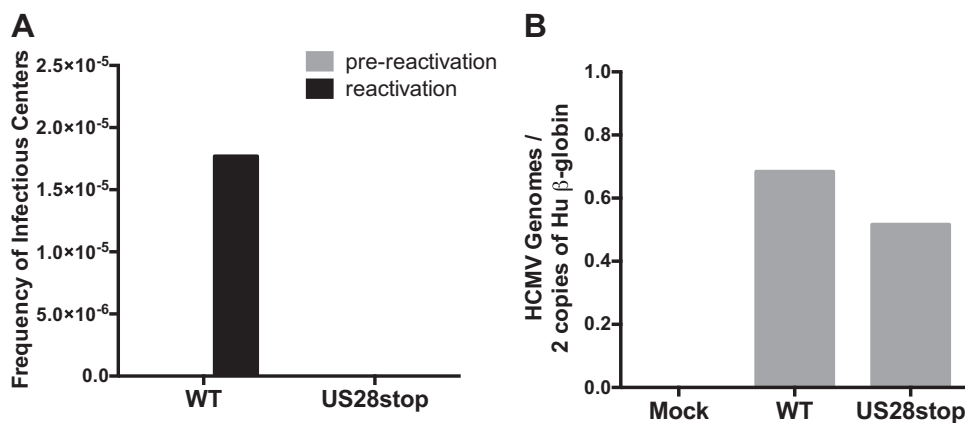 A
Frequency of Infectious Centers
2.5×10⁻⁵
2.0×10⁻⁵
1.5×10⁻⁵
1.0×10⁻⁵
5.0×10⁻⁶
0.0
pre-reactivation
reactivation
WT
US28stop
B
HCMV Genomes /
2 copies of Hu β-globin
1.0
0.8
0.6
0.4
0.2
0.0
Mock
WT
US28stop